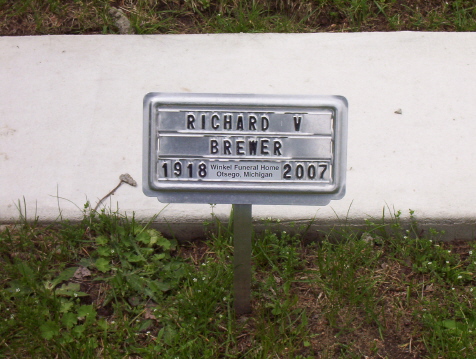 RICHARD V
BREWER
1918 Winkel Funeral Home 2007
Otsego, Michigan